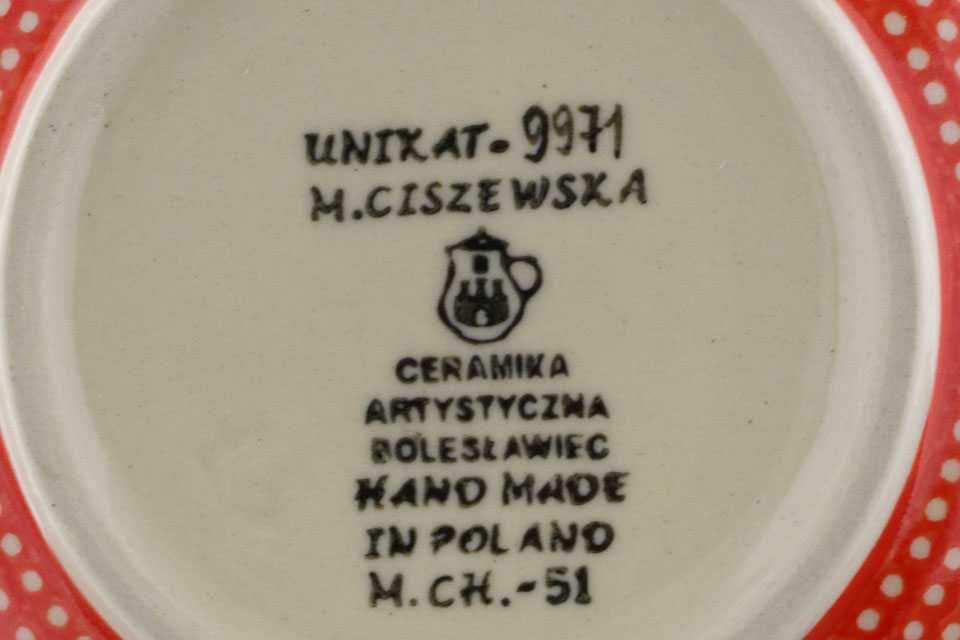 UNIKAT-9971
M.CISZEWSKA
CERAMIKA
ARTYSTYCZNA
BOLESŁAWIEC
HAND MADE
IN POLAND
M.CH.-51